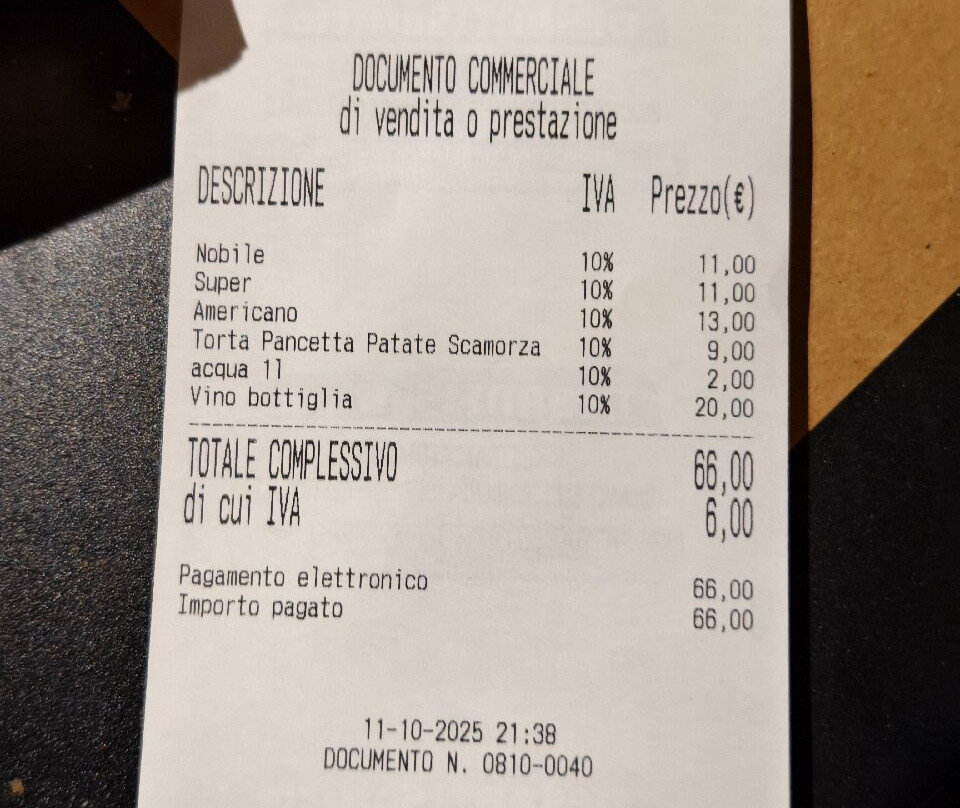 DOCUMENTO COMMERCIALE
di vendita o prestazione
DESCRIZIONE IVA Prezzo(€)
Nobile 10% 11,00
Super 10% 11,00
Americano 10% 13,00
Torta Pancetta Patate Scamorza 10% 9,00
acqua 1l 10% 2,00
Vino bottiglia 10% 20,00
TOTALE COMPLESSIVO 66,00
di cui IVA 6,00
Pagamento elettronico 66,00
Importo pagato 66,00
11-10-2025 21:38
DOCUMENTO N. 0810-0040